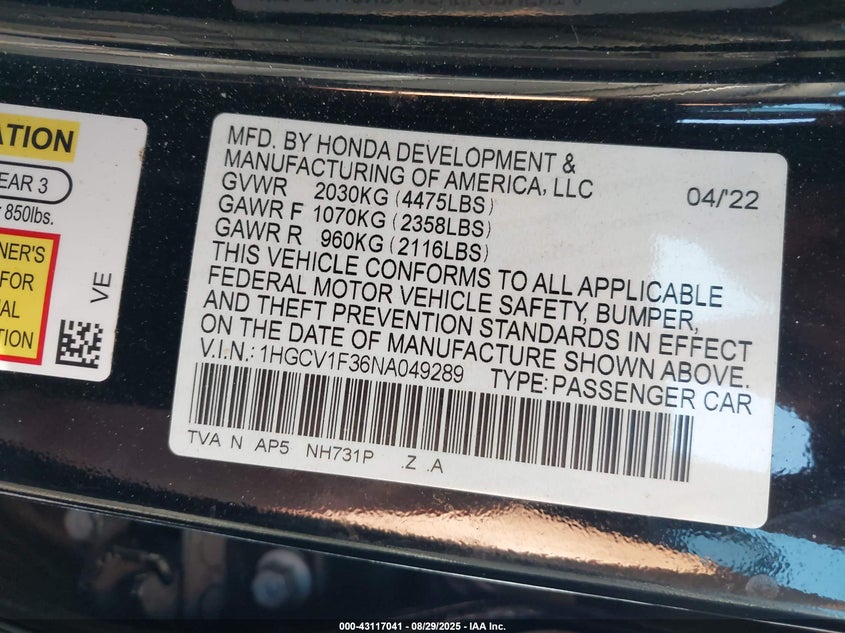 ATION
EAR 3
850lbs.
NER'S
FOR
TION
VE
MFD. BY HONDA DEVELOPMENT &
MANUFACTURING OF AMERICA, LLC 04/'22
GVWR 2030KG (4475LBS)
GAWR F 1070KG (2358LBS)
GAWR R 960KG (2116LBS)
THIS VEHICLE CONFORMS TO ALL APPLICABLE
FEDERAL MOTOR VEHICLE SAFETY, BUMPER,
AND THEFT PREVENTION STANDARDS IN EFFECT
ON THE DATE OF MANUFACTURE SHOWN ABOVE.
V.I.N.: 1HGCV1F36NA049289 TYPE: PASSENGER CAR
TVA N AP5 NH731P .Z .A
000-43117041 - 08/29/2025 - IAA Inc.